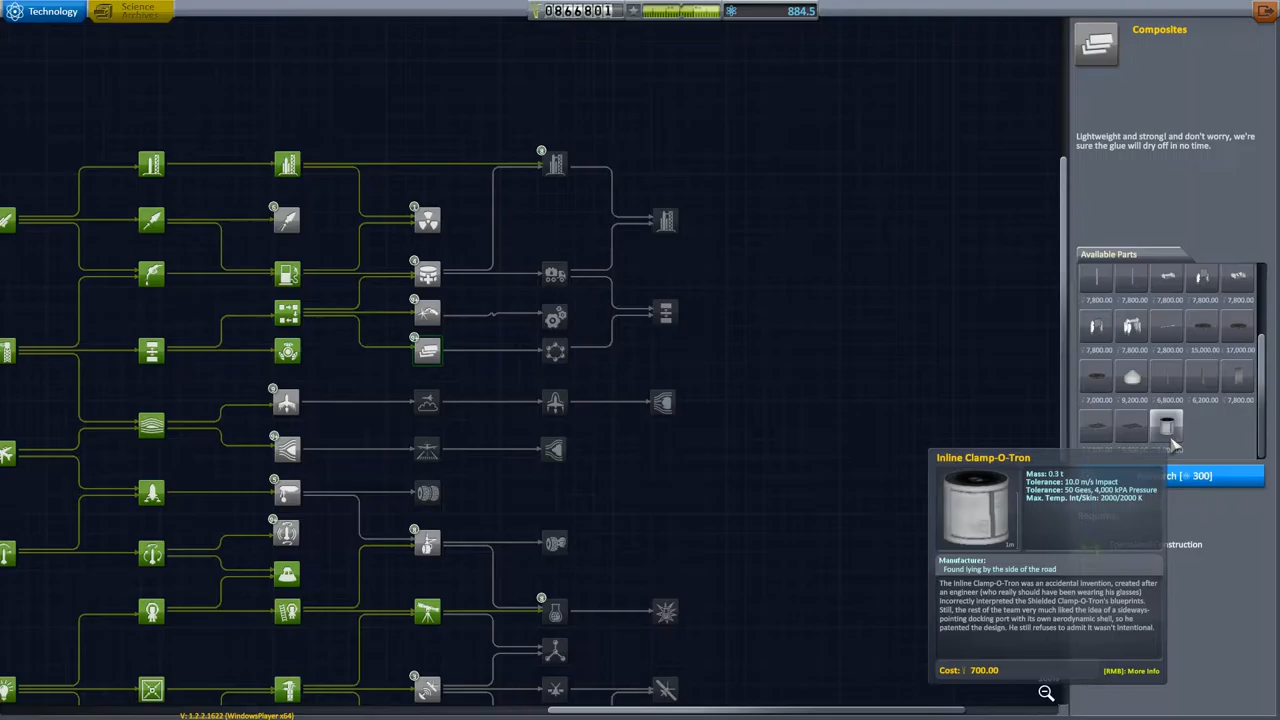 Technology
Science
Archives
0866801
884.5
Composites
Lightweight and strong! and don't worry, we're
sure the glue will dry off in no time.
Available Parts
7,800.00 7,800.00 7,800.00 7,800.00 7,800.00
7,800.00 7,800.00 2,800.00 15,000.00 17,000.00
7,000.00 9,200.00 6,800.00 6,200.00 7,800.00
300]
Inline Clamp-O-Tron
Mass: 0.3 t
Tolerance: 10.0 m/s Impact
Tolerance: 50 Gees, 4,000 kPa Pressure
Max. Temp. Int/Skin: 2000/2000 K
1m
Manufacturer:
Found lying by the side of the road
The Inline Clamp-O-Tron was an accidental invention, created after
an engineer (who really should have been wearing his glasses)
incorrectly interpreted the Shielded Clamp-O-Tron's blueprints.
Still, the rest of the team very much liked the idea of a sideways-
pointing docking port with its own aerodynamic shell, so he
patented the design. He still refuses to admit it wasn't intentional.
Cost: 700.00
[RMB]: More Info
V: 1.2.2.1622 (WindowsPlayer x64)